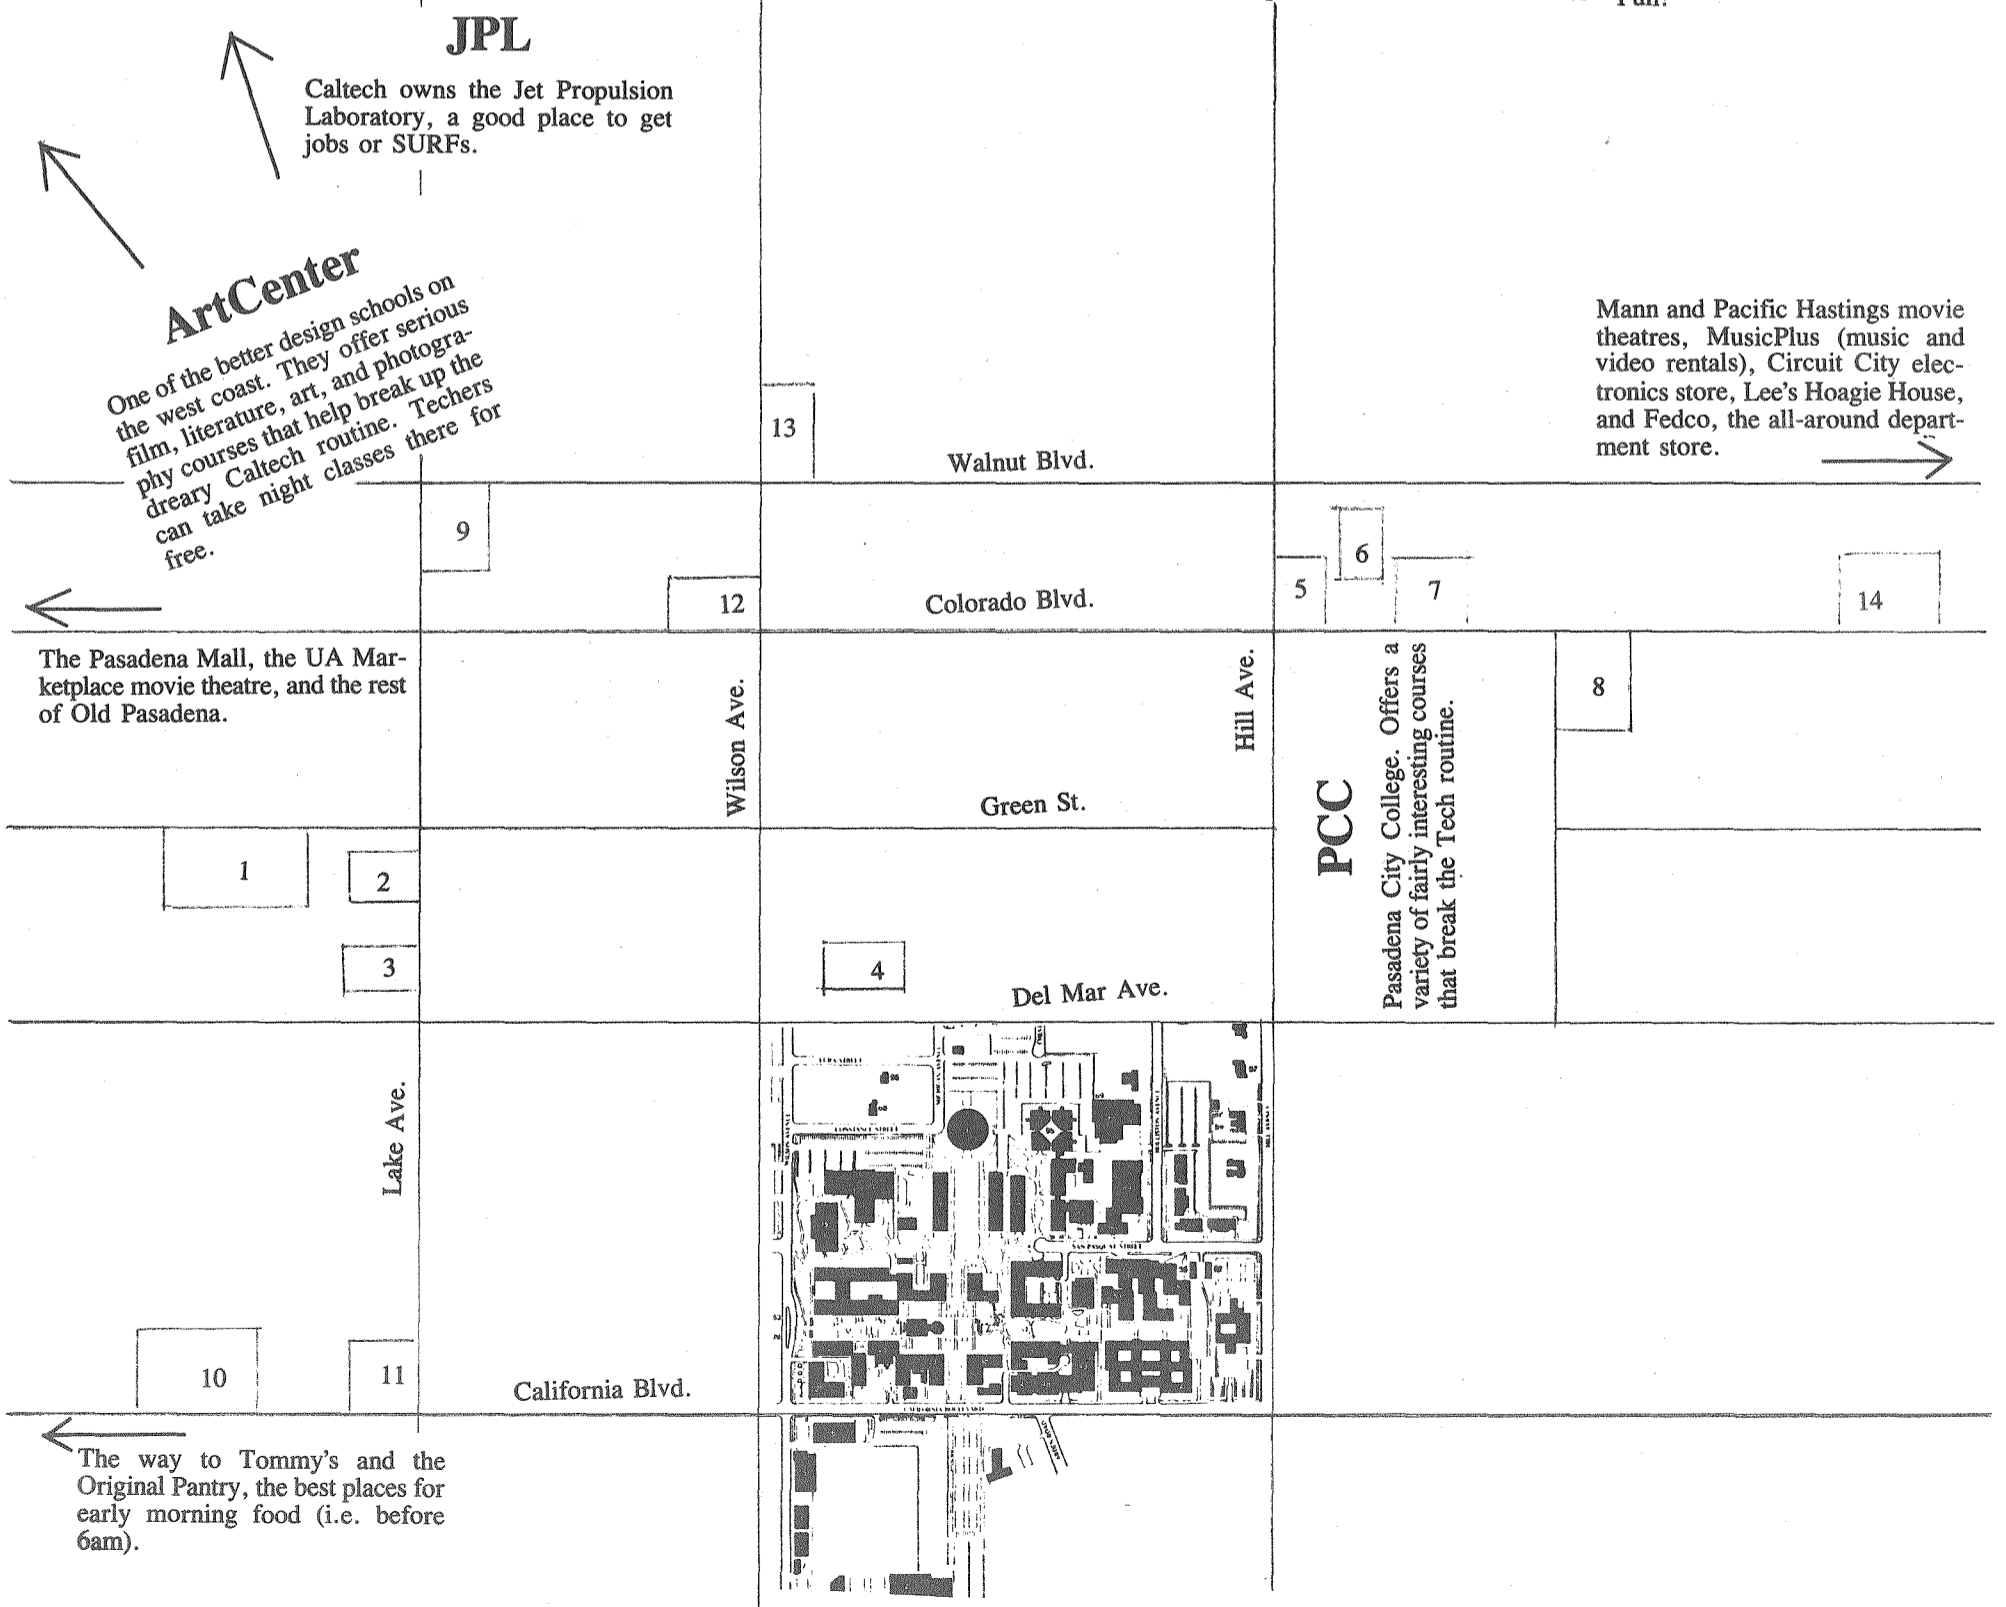 JPL
Caltech owns the Jet Propulsion
Laboratory, a good place to get
jobs or SURFs.
ArtCenter
One of the better design schools on
the west coast. They offer serious
film, literature, art, and photogra-
phy courses that help break up the
dreary Caltech routine. Techers
can take night classes there for
free.
Mann and Pacific Hastings movie
theatres, MusicPlus (music and
video rentals), Circuit City elec-
tronics store, Lee's Hoagie House,
and Fedco, the all-around depart-
ment store.
13
Walnut Blvd.
9
12
Colorado Blvd.
5
6
7
14
The Pasadena Mall, the UA Mar-
ketplace movie theatre, and the rest
of Old Pasadena.
Wilson Ave.
Hill Ave.
8
PCC
Pasadena City College. Offers a
variety of fairly interesting courses
that break the Tech routine.
Green St.
1
2
3
4
Del Mar Ave.
Lake Ave.
CONSTANCE STREET
SAN PASQUAL STREET
10
11
California Blvd.
CALIFORNIA BOULEVARD
The way to Tommy's and the
Original Pantry, the best places for
early morning food (i.e. before
6am).